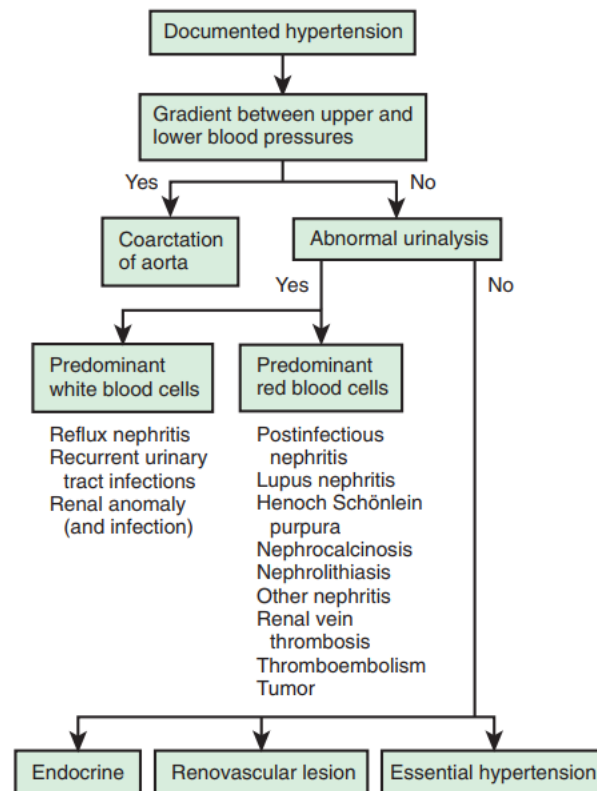 Documented hypertension
Gradient between upper and
lower blood pressures
Yes
No
Coarctation
of aorta
Abnormal urinalysis
Yes
No
Predominant
white blood cells
Reflux nephritis
Recurrent urinary
tract infections
Renal anomaly
(and infection)
Predominant
red blood cells
Postinfectious
nephritis
Lupus nephritis
Henoch Schönlein
purpura
Nephrocalcinosis
Nephrolithiasis
Other nephritis
Renal vein
thrombosis
Thromboembolism
Tumor
Endocrine
Renovascular lesion
Essential hypertension